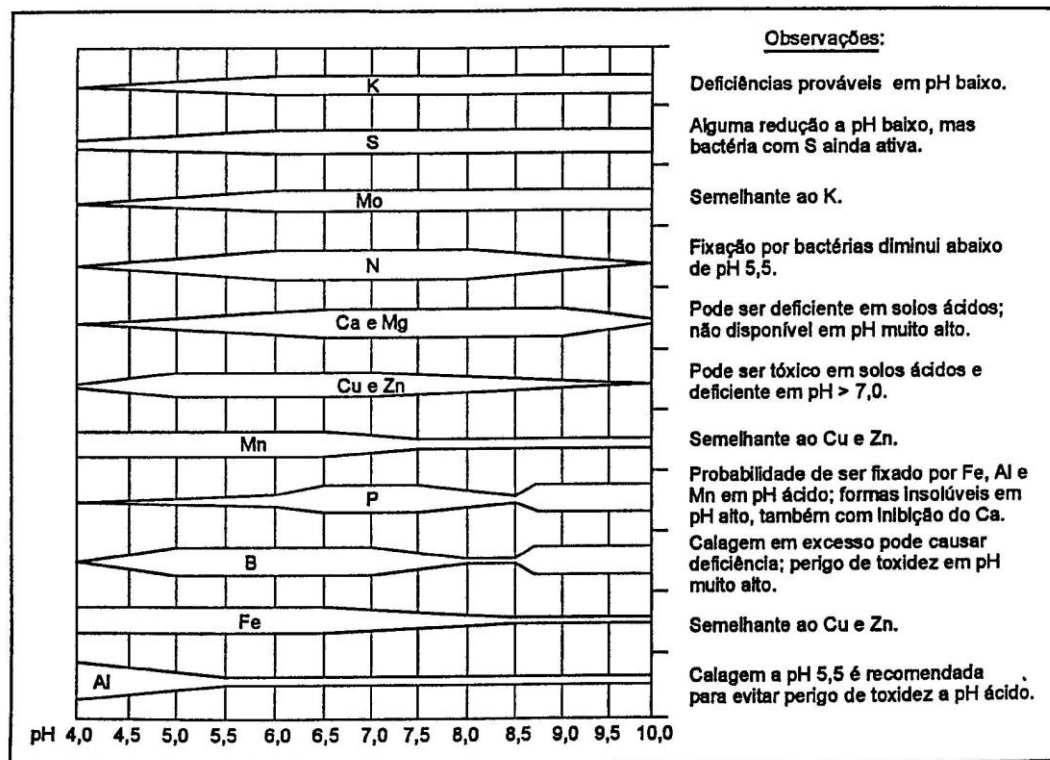 Observações:
K
Deficiências prováveis em pH baixo.
S
Alguma redução a pH baixo, mas
bactéria com S ainda ativa.
Mo
Semelhante ao K.
N
Fixação por bactérias diminui abaixo
de pH 5,5.
Ca e Mg
Pode ser deficiente em solos ácidos;
não disponível em pH muito alto.
Cu e Zn
Pode ser tóxico em solos ácidos e
deficiente em pH > 7,0.
Mn
Semelhante ao Cu e Zn.
P
Probabilidade de ser fixado por Fe, Al e
Mn em pH ácido; formas insolúveis em
pH alto, também com inibição do Ca.
B
Calagem em excesso pode causar
deficiência; perigo de toxidez em pH
muito alto.
Fe
Semelhante ao Cu e Zn.
Al
Calagem a pH 5,5 é recomendada
para evitar perigo de toxidez a pH ácido.
pH 4,0 4,5 5,0 5,5 6,0 6,5 7,0 7,5 8,0 8,5 9,0 9,5 10,0